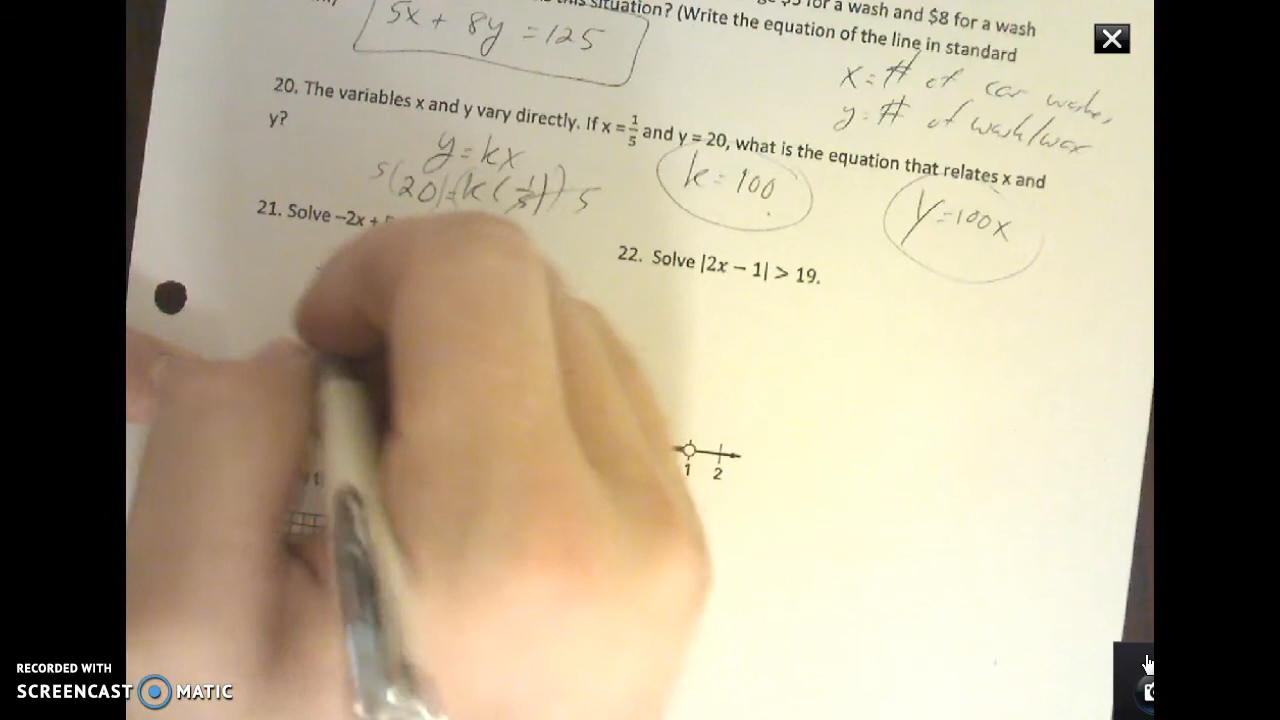 for a wash and $8 for a wash
situation? (Write the equation of the line in standard
5x + 8y = 125
x = # of car washes
y = # of wash/wax
20. The variables x and y vary directly. If x = 1/5 and y = 20, what is the equation that relates x and
y?
y = kx
5(20) = (k(1/5))5
k = 100
y = 100x
21. Solve −2x +
22. Solve |2x − 1| > 19.
1 2
RECORDED WITH
SCREENCAST MATIC